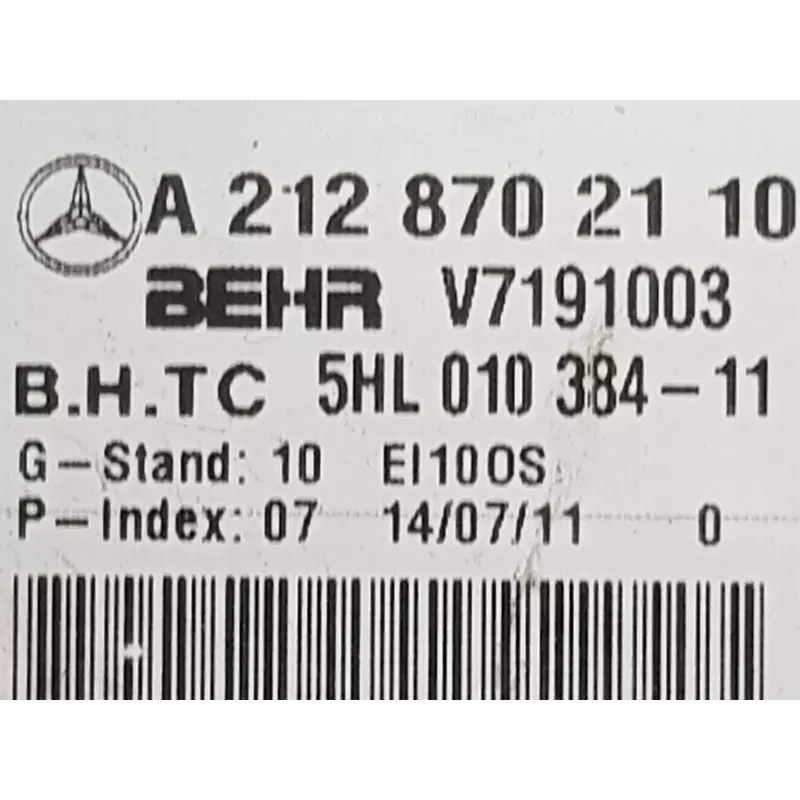 A 212 870 21 10
BEHR V7191003
B.H.TC 5HL 010 384-11
G-Stand: 10 EI100S
P-Index: 07 14/07/11 0